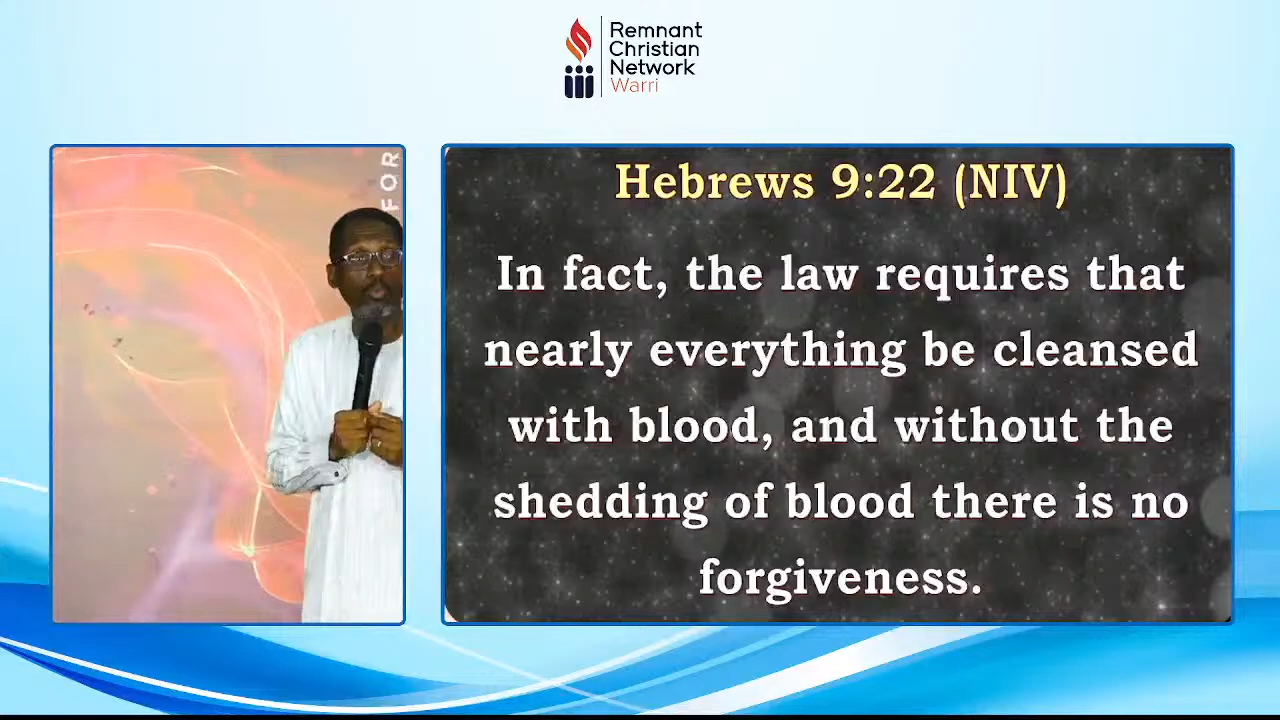 Remnant
Christian
Network
Warri
FOR
Hebrews 9:22 (NIV)
In fact, the law requires that
nearly everything be cleansed
with blood, and without the
shedding of blood there is no
forgiveness.